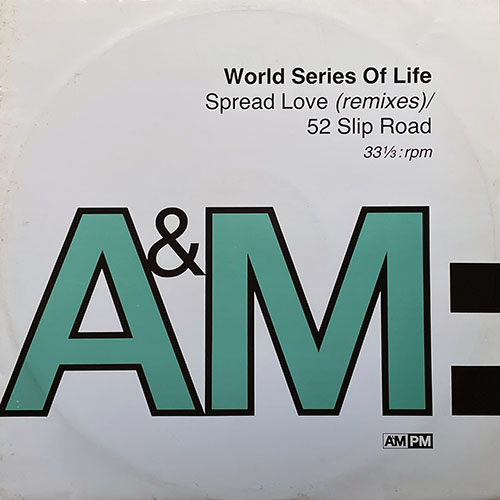 World Series Of Life
Spread Love (remixes)/
52 Slip Road
33⅓:rpm
A&M:
AM PM